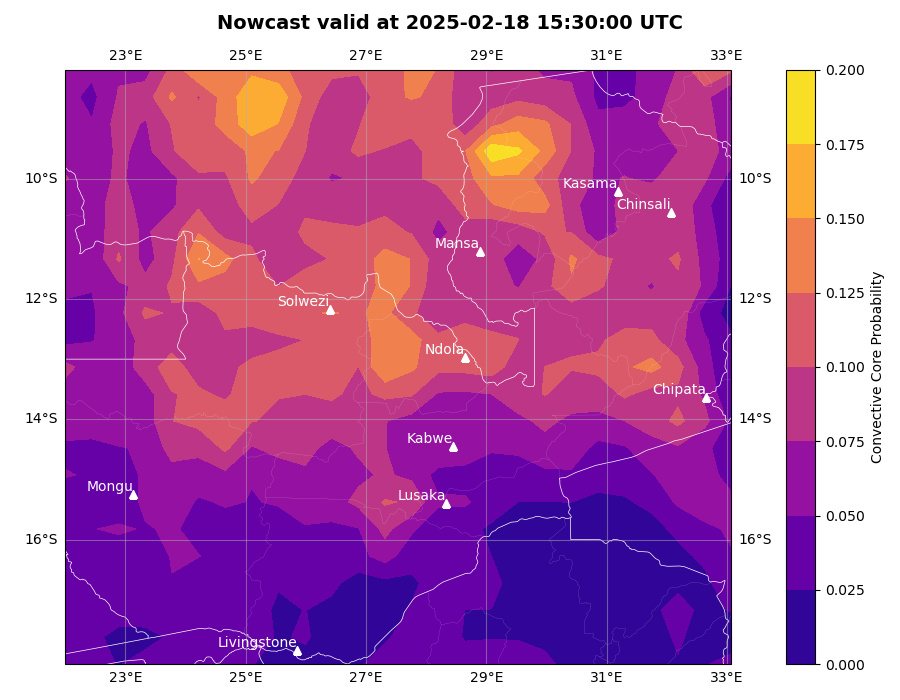 Nowcast valid at 2025-02-18 15:30:00 UTC
23°E 25°E 27°E 29°E 31°E 33°E
0.200
0.175
10°S Kasama 10°S
Chinsali
0.150
Mansa
12°S Solwezi 12°S 0.125
Ndola
0.100
Chipata
14°S 14°S
Kabwe 0.075
Mongu Lusaka
0.050
16°S 16°S
0.025
Livingstone
0.000
23°E 25°E 27°E 29°E 31°E 33°E
Convective Core Probability